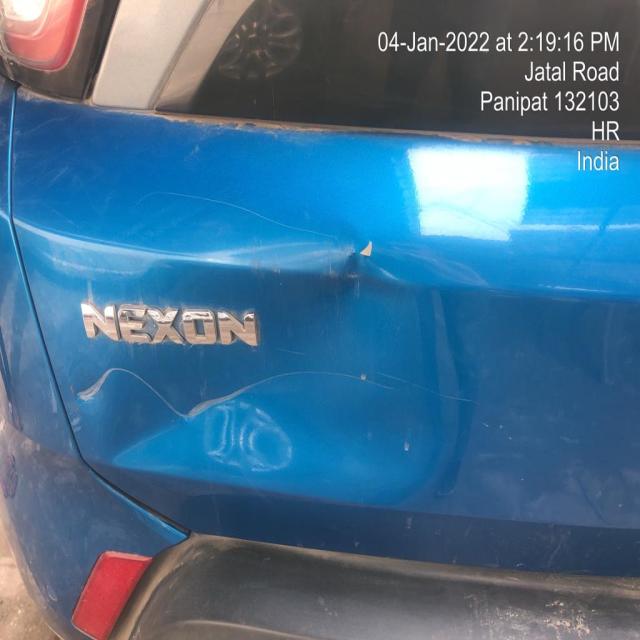 04-Jan-2022 at 2:19:16 PM
Jatal Road
Panipat 132103
HR
India
NEXON